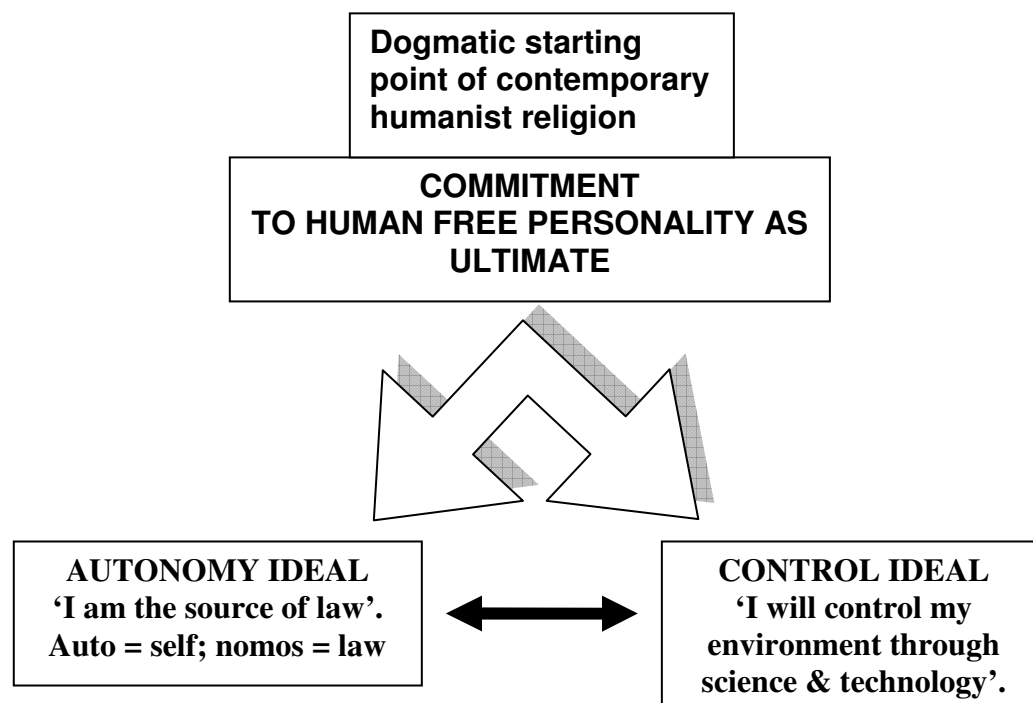 Dogmatic starting
point of contemporary
humanist religion
COMMITMENT
TO HUMAN FREE PERSONALITY AS
ULTIMATE
AUTONOMY IDEAL
‘I am the source of law’.
Auto = self; nomos = law
CONTROL IDEAL
‘I will control my
environment through
science & technology’.